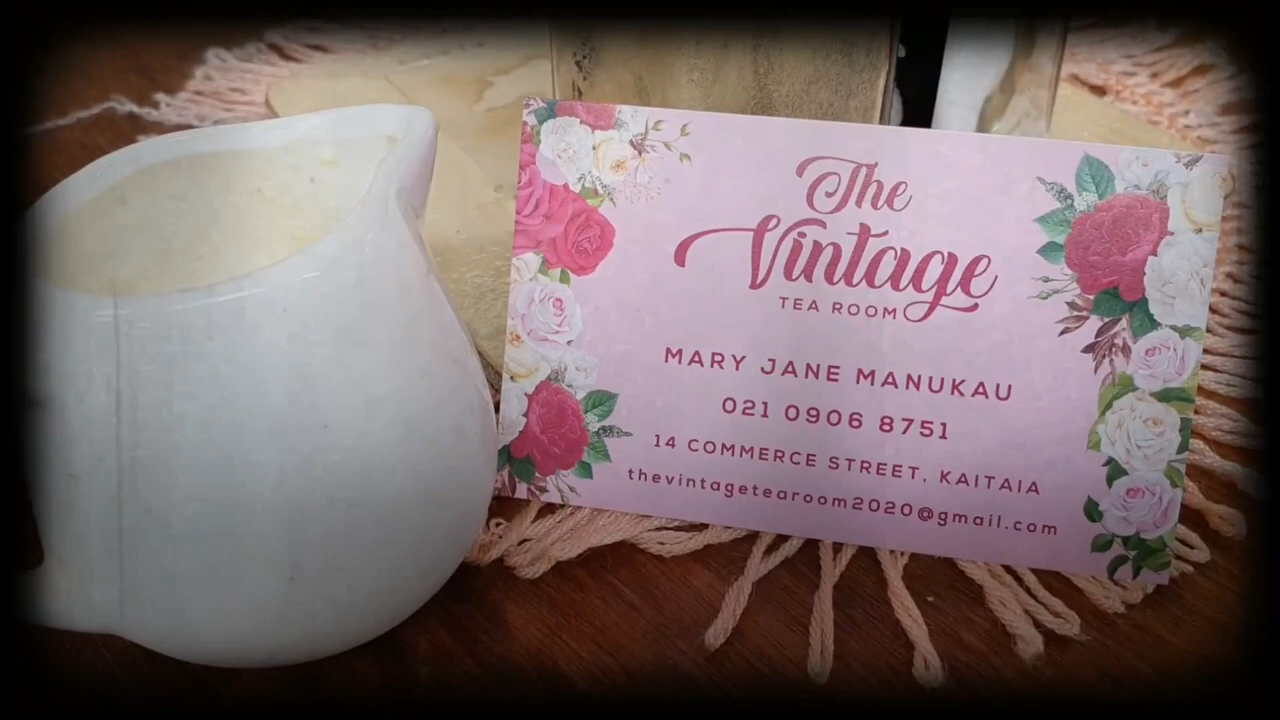 The
Vintage
TEA ROOM
MARY JANE MANUKAU
021 0906 8751
14 COMMERCE STREET, KAITAIA
thevintagetearoom2020@gmail.com